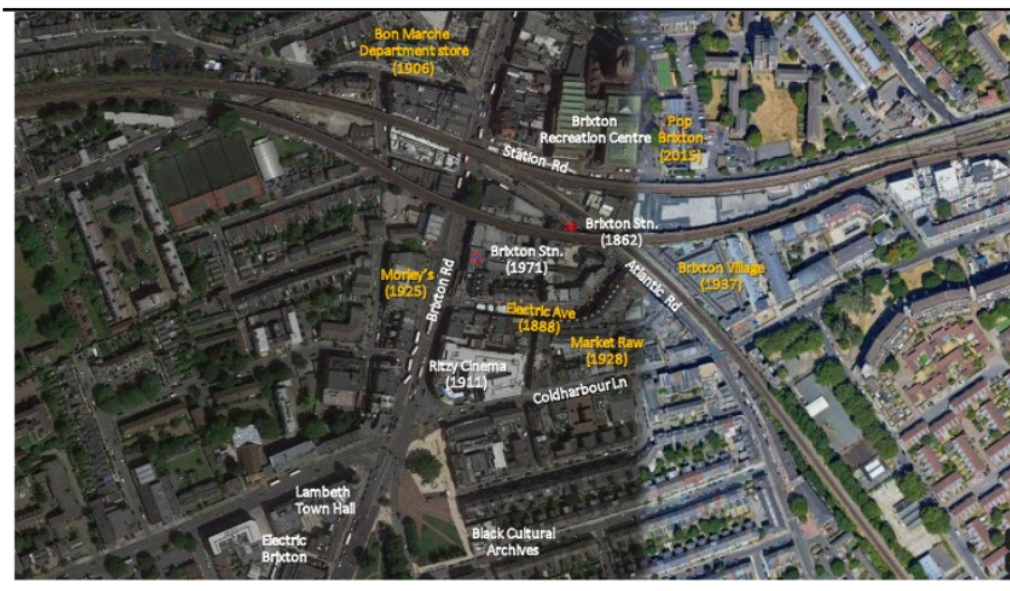 Bon Marche
Department store
(1906)
Brixton
Recreation Centre
Pop
Brixton
(2015)
Station Rd
Brixton Stn.
(1862)
Brixton Stn.
(1971)
Morley's
(1925)
Brixton Rd
Atlantic Rd
Brixton Village
(1937)
Electric Ave
(1888)
Market Raw
(1928)
Ritzy Cinema
(1911)
Coldharbour Ln
Lambeth
Town Hall
Electric
Brixton
Black Cultural
Archives